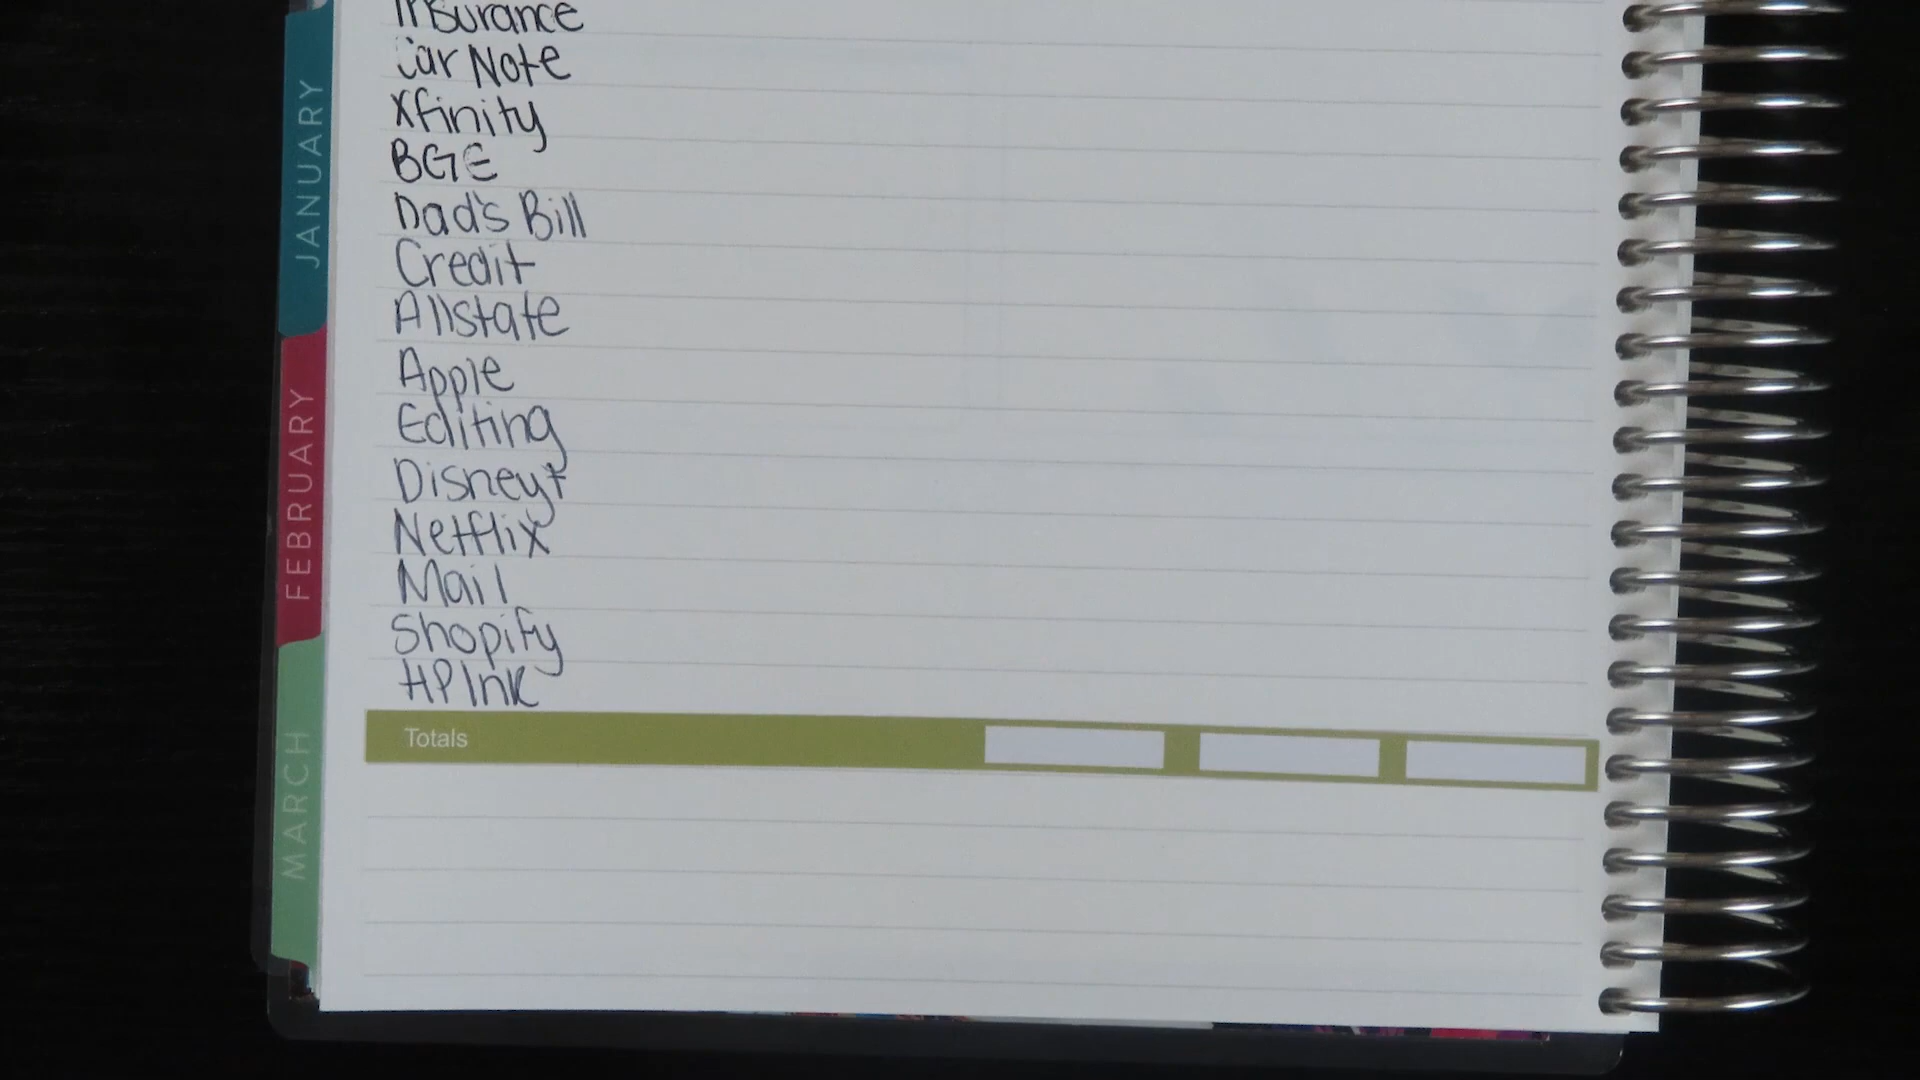 Insurance
Car Note
Xfinity
BGE
Dad's Bill
Credit
Allstate
Apple
Editing
Disney+
Netflix
Mail
Shopify
HP Ink
Totals
JANUARY
FEBRUARY
MARCH